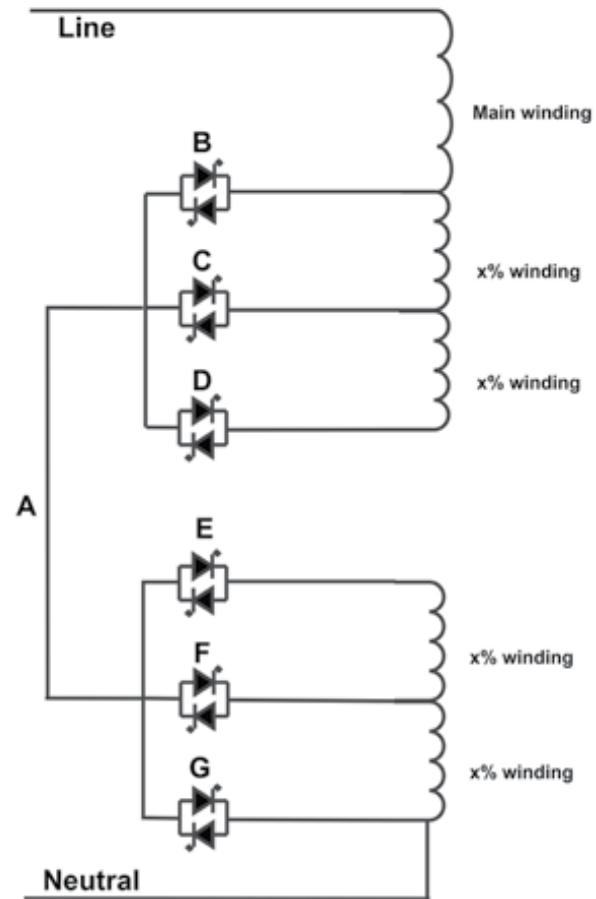 Line
Main winding
B
x% winding
C
x% winding
D
A
E
x% winding
F
x% winding
G
Neutral